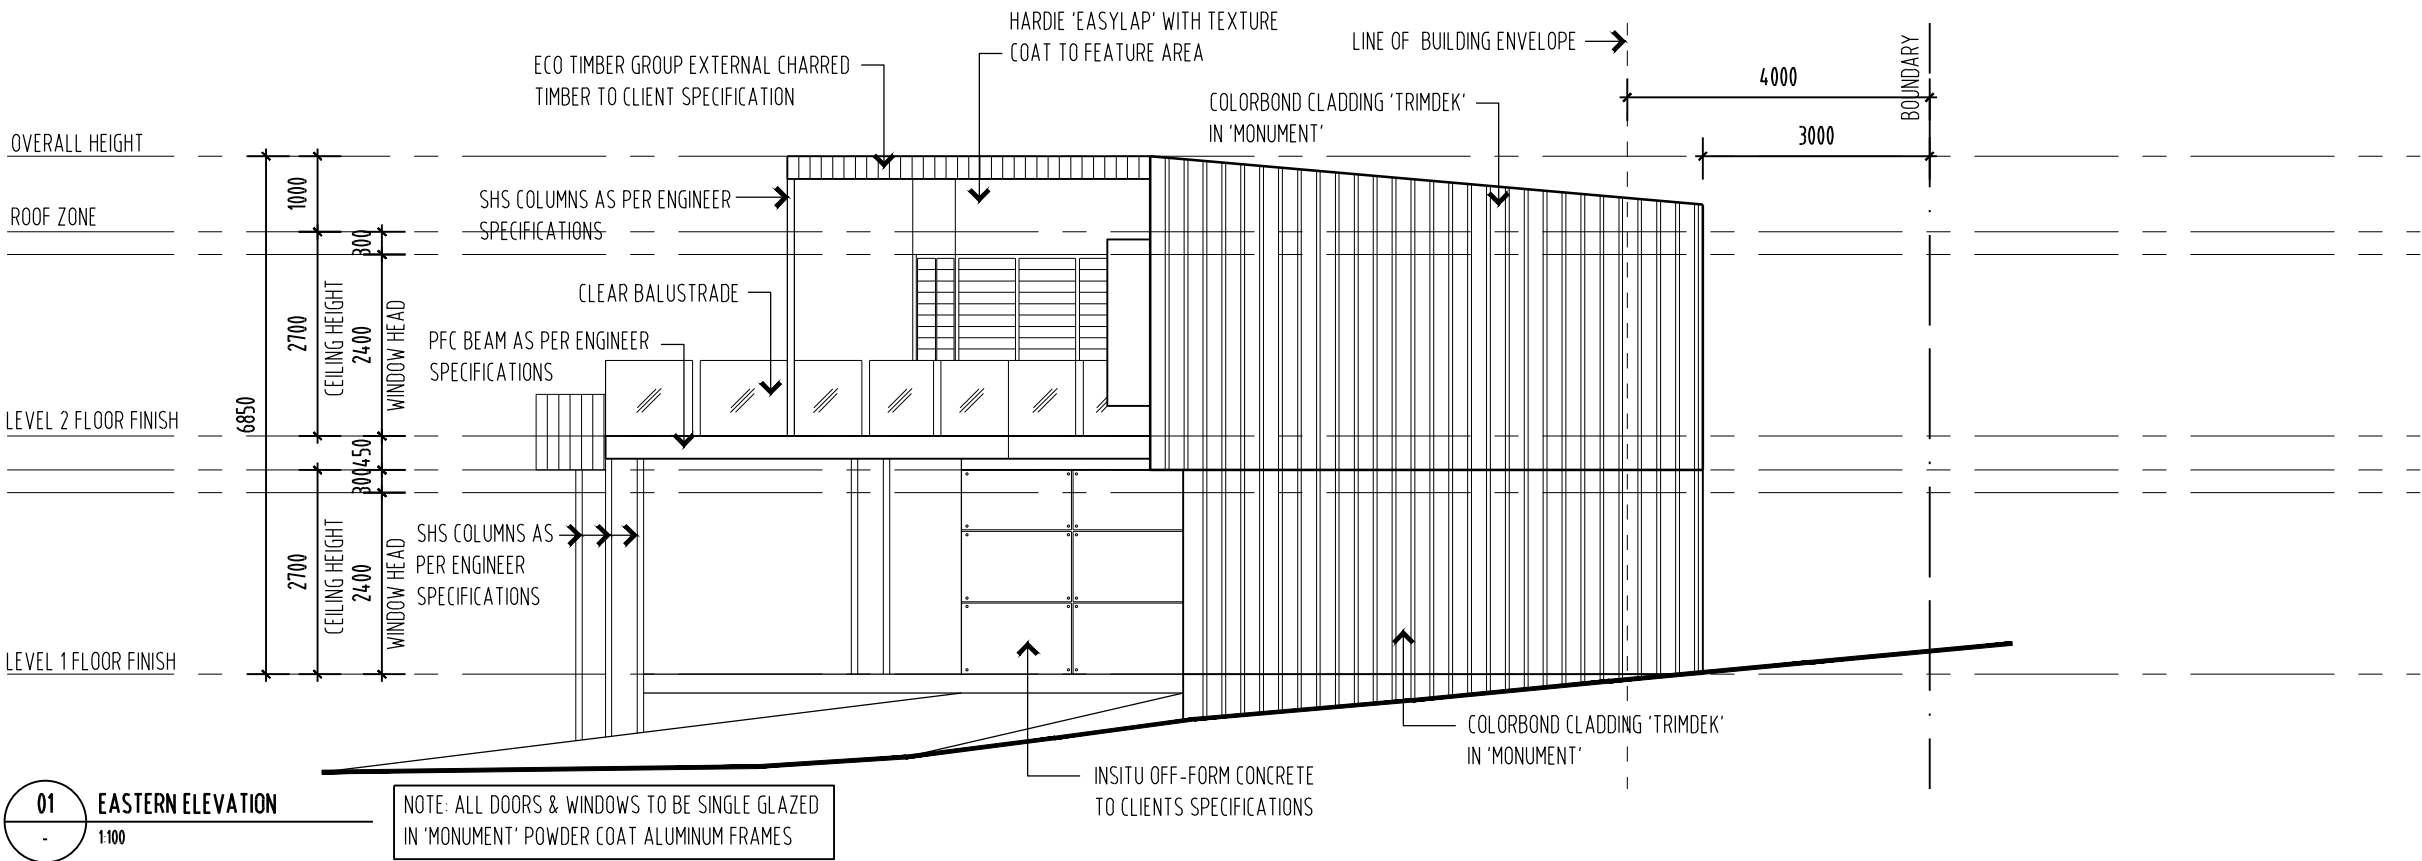 HARDIE 'EASYLAP' WITH TEXTURE
COAT TO FEATURE AREA
LINE OF BUILDING ENVELOPE
BOUNDARY
ECO TIMBER GROUP EXTERNAL CHARRED
TIMBER TO CLIENT SPECIFICATION
4000
COLORBOND CLADDING 'TRIMDEK'
IN 'MONUMENT'
3000
OVERALL HEIGHT
1000
SHS COLUMNS AS PER ENGINEER
SPECIFICATIONS
ROOF ZONE
300
CLEAR BALUSTRADE
2700
CEILING HEIGHT
2400
WINDOW HEAD
PFC BEAM AS PER ENGINEER
SPECIFICATIONS
6850
LEVEL 2 FLOOR FINISH
450
300
SHS COLUMNS AS
PER ENGINEER
SPECIFICATIONS
2700
CEILING HEIGHT
2400
WINDOW HEAD
LEVEL 1 FLOOR FINISH
COLORBOND CLADDING 'TRIMDEK'
IN 'MONUMENT'
INSITU OFF-FORM CONCRETE
TO CLIENTS SPECIFICATIONS
01
-
EASTERN ELEVATION
1:100
NOTE: ALL DOORS & WINDOWS TO BE SINGLE GLAZED
IN 'MONUMENT' POWDER COAT ALUMINUM FRAMES